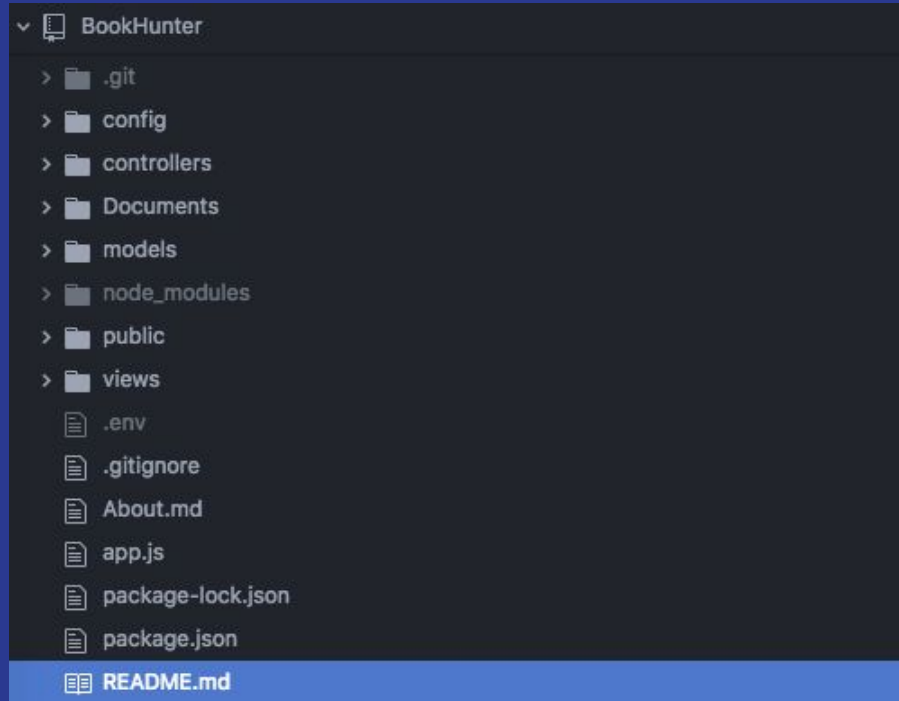 BookHunter
.git
config
controllers
Documents
models
node_modules
public
views
.env
.gitignore
About.md
app.js
package-lock.json
package.json
README.md